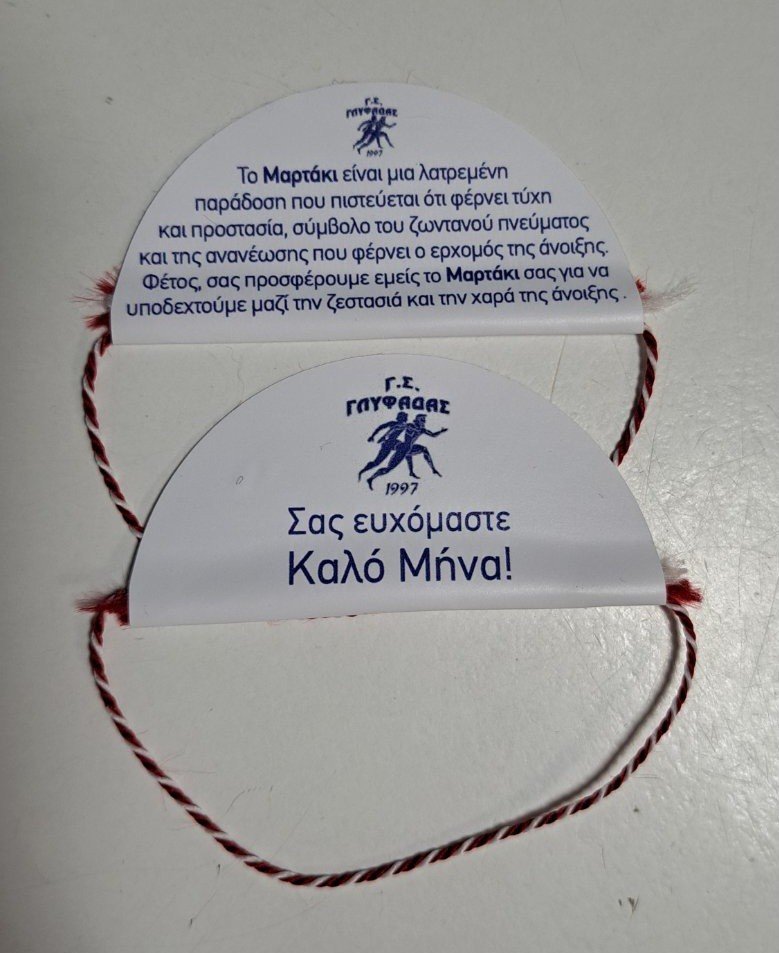 Γ.Σ.
ΓΛΥΦΑΔΑΣ
1997
Το Μαρτάκι είναι μια λατρεμένη
παράδοση που πιστεύεται ότι φέρνει τύχη
και προστασία, σύμβολο του ζωντανού πνεύματος
και της ανανέωσης που φέρνει ο ερχομός της άνοιξης.
Φέτος, σας προσφέρουμε εμείς το Μαρτάκι σας για να
υποδεχτούμε μαζί την ζεστασιά και την χαρά της άνοιξης .
Γ.Σ.
ΓΛΥΦΑΔΑΣ
1997
Σας ευχόμαστε
Καλό Μήνα!